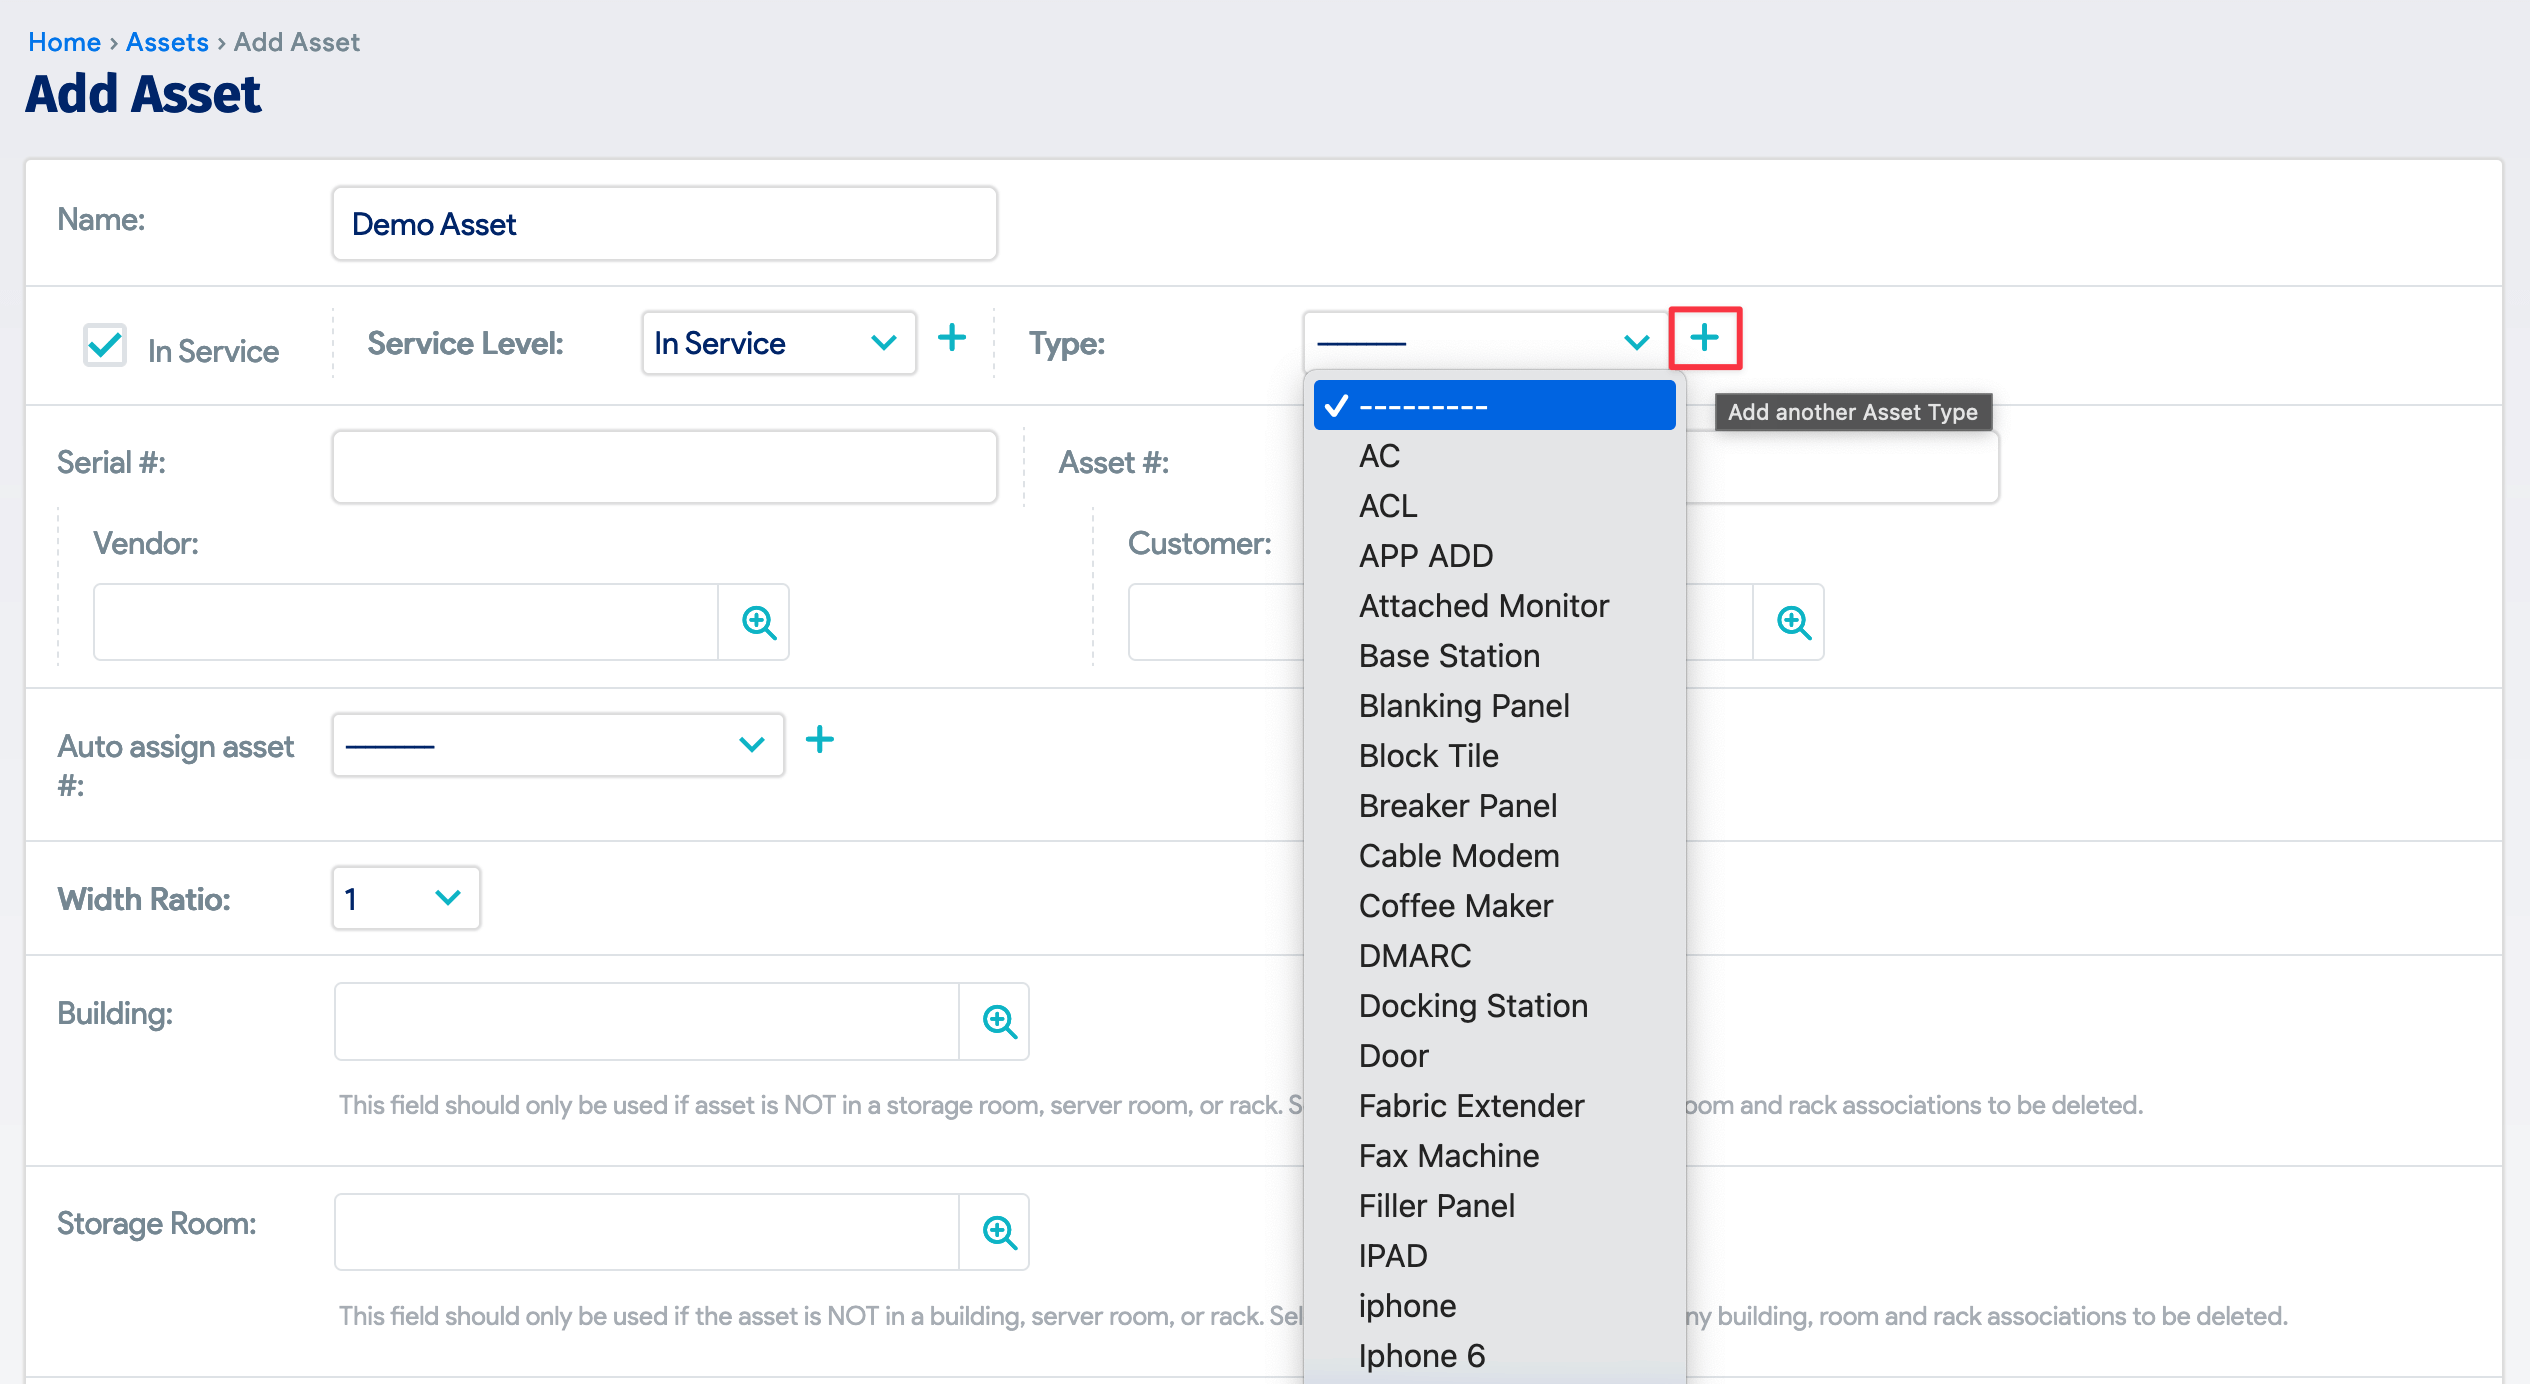 Home › Assets › Add Asset
Add Asset
Name:
Demo Asset
In Service
Service Level:
In Service
Type:
---------
Add another Asset Type
Serial #:
Asset #:
Vendor:
Customer:
Auto assign asset
#:
---------
Width Ratio:
1
Building:
This field should only be used if asset is NOT in a storage room, server room, or rack. S
oom and rack associations to be deleted.
Storage Room:
This field should only be used if the asset is NOT in a building, server room, or rack. Sel
ny building, room and rack associations to be deleted.
---------
AC
ACL
APP ADD
Attached Monitor
Base Station
Blanking Panel
Block Tile
Breaker Panel
Cable Modem
Coffee Maker
DMARC
Docking Station
Door
Fabric Extender
Fax Machine
Filler Panel
IPAD
iphone
Iphone 6